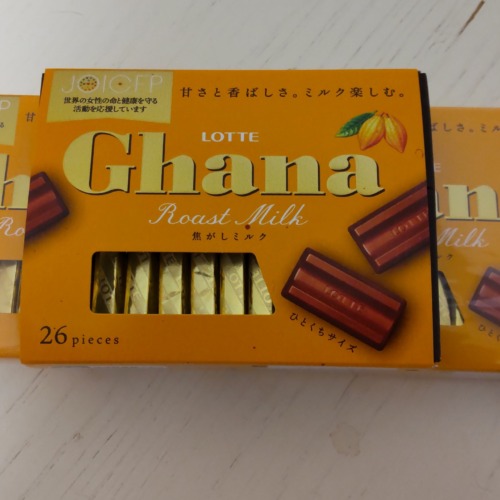 JOICFP
世界の女性の命と健康を守る
活動を応援しています
甘さと香ばしさ。ミルク楽しむ。
LOTTE
Ghana
Roast Milk
焦がしミルク
26 pieces
ひとくちサイズ